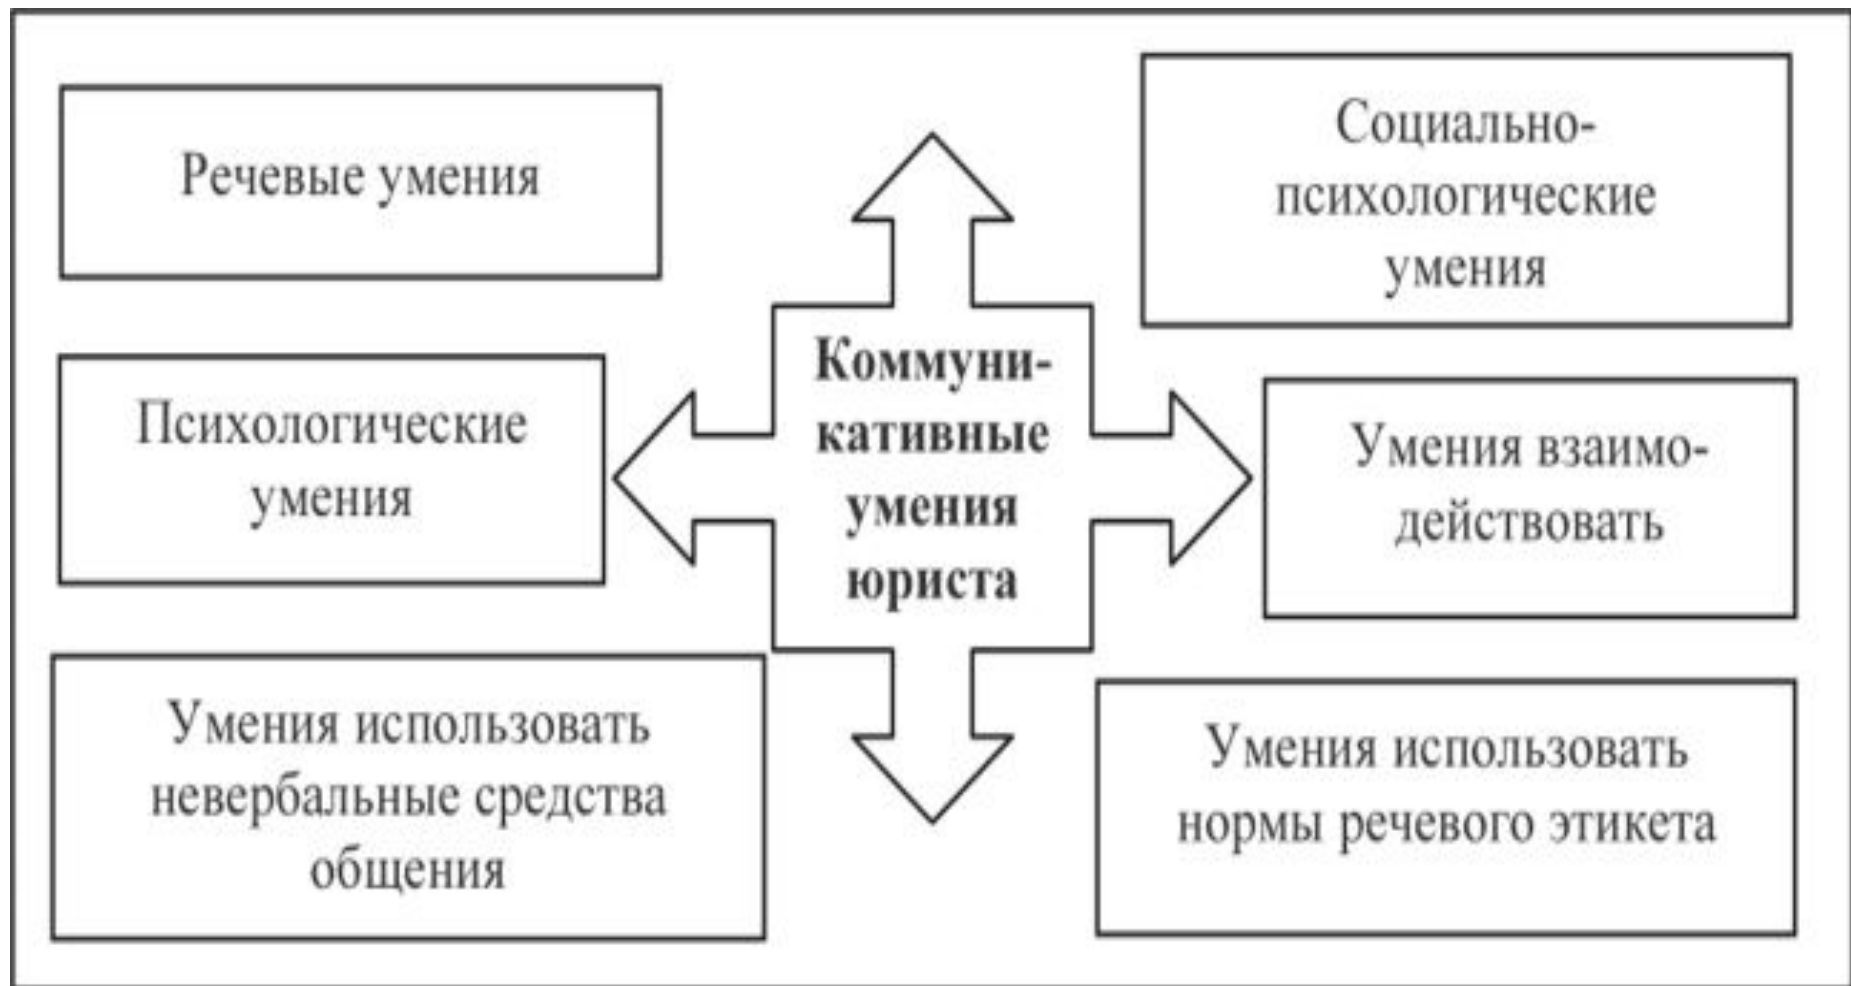 Речевые умения
Социально-
психологические
умения
Коммуни-
кативные
умения
юриста
Психологические
умения
Умения взаимо-
действовать
Умения использовать
невербальные средства
общения
Умения использовать
нормы речевого этикета